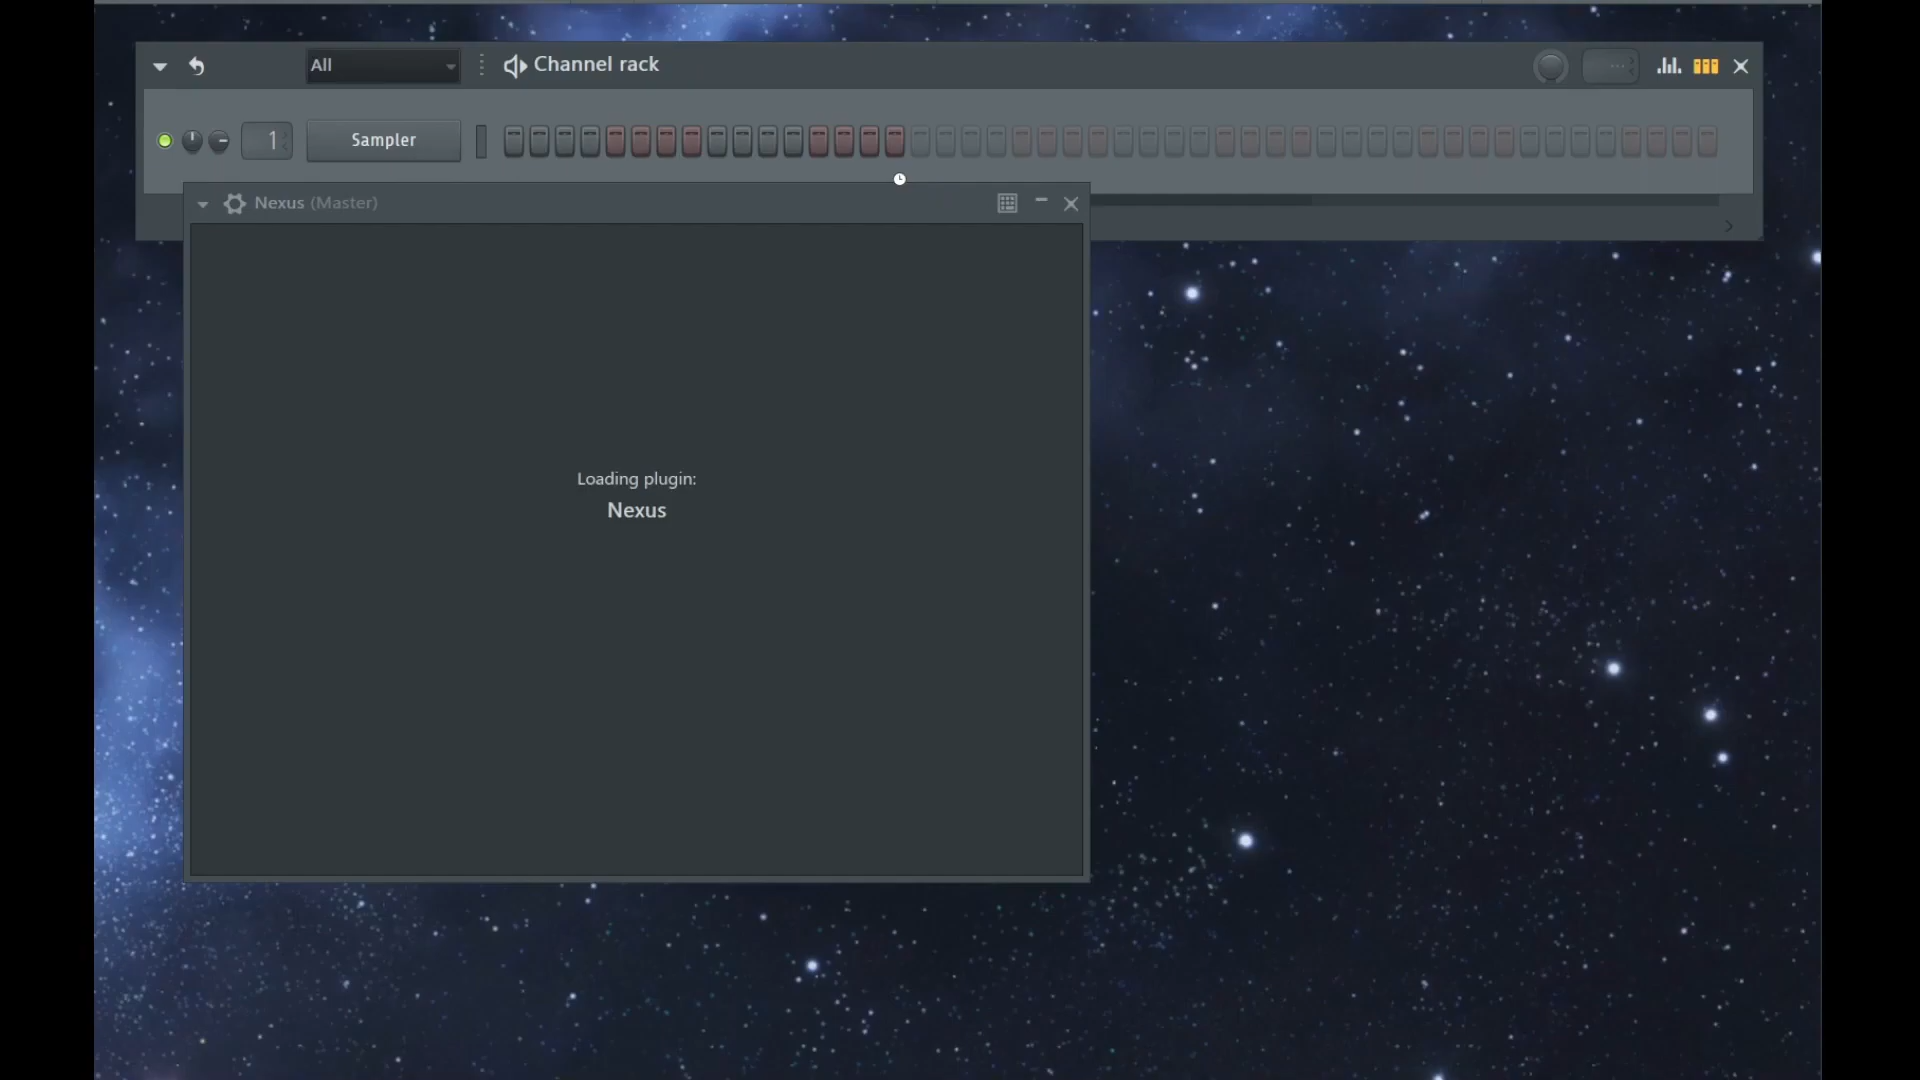 All
Channel rack
1
Sampler
Nexus (Master)
Loading plugin:
Nexus